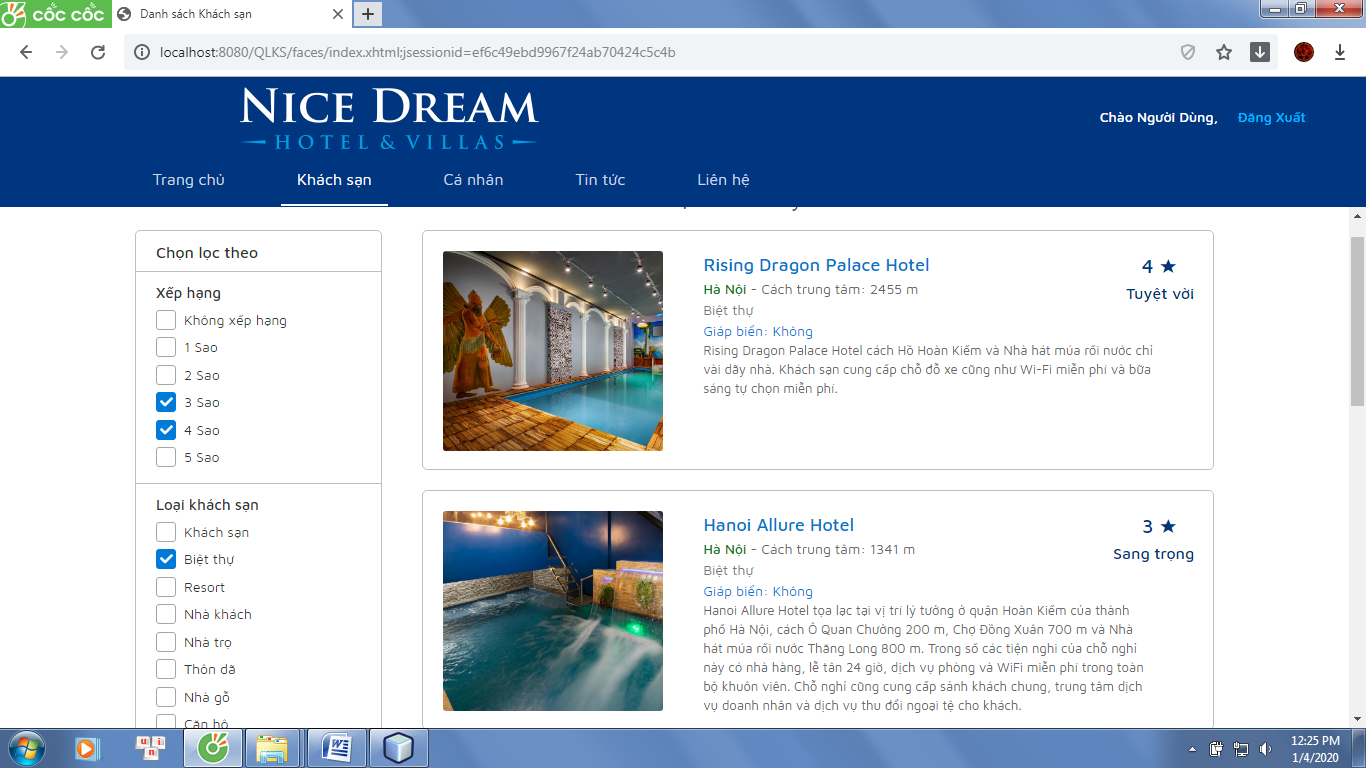 cốc cốc
Danh sách Khách sạn
localhost:8080/QLKS/faces/index.xhtml;jsessionid=ef6c49ebd9967f24ab70424c5c4b
NICE DREAM
HOTEL & VILLAS
Chào Người Dùng, Đăng Xuất
Trang chủ Khách sạn Cá nhân Tin tức Liên hệ
Chọn lọc theo
Xếp hạng
Không xếp hạng
1 Sao
2 Sao
3 Sao
4 Sao
5 Sao
Loại khách sạn
Khách sạn
Biệt thự
Resort
Nhà khách
Nhà trọ
Thôn dã
Nhà gỗ
Căn hộ
Rising Dragon Palace Hotel
4 ★
Hà Nội - Cách trung tâm: 2455 m
Tuyệt vời
Biệt thự
Giáp biển: Không
Rising Dragon Palace Hotel cách Hồ Hoàn Kiếm và Nhà hát múa rối nước chỉ
vài dãy nhà. Khách sạn cung cấp chỗ đỗ xe cũng như Wi-Fi miễn phí và bữa
sáng tự chọn miễn phí.
Hanoi Allure Hotel
3 ★
Hà Nội - Cách trung tâm: 1341 m
Sang trọng
Biệt thự
Giáp biển: Không
Hanoi Allure Hotel tọa lạc tại vị trí lý tưởng ở quận Hoàn Kiếm của thành
phố Hà Nội, cách Ô Quan Chưởng 200 m, Chợ Đồng Xuân 700 m và Nhà
hát múa rối nước Thăng Long 800 m. Trong số các tiện nghi của chỗ nghỉ
này có nhà hàng, lễ tân 24 giờ, dịch vụ phòng và WiFi miễn phí trong toàn
bộ khuôn viên. Chỗ nghỉ cũng cung cấp sảnh khách chung, trung tâm dịch
vụ doanh nhân và dịch vụ thu đổi ngoại tệ cho khách.
12:25 PM
1/4/2020